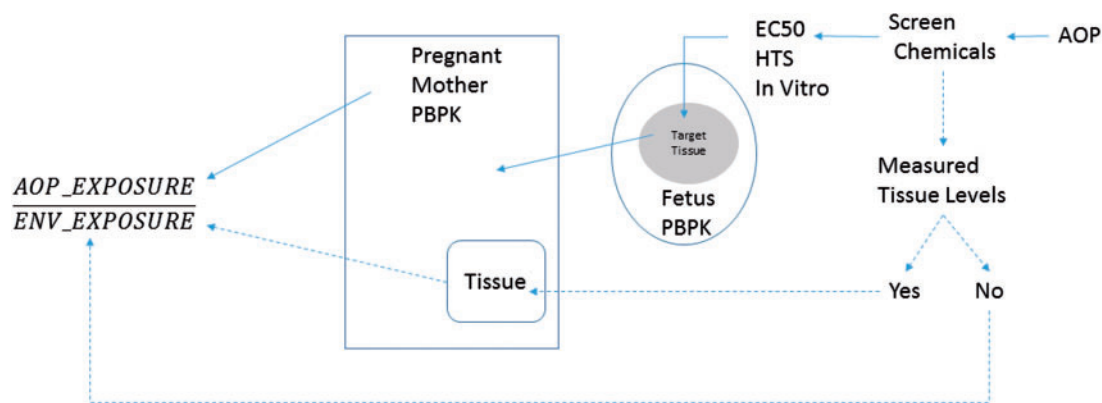 Pregnant
Mother
PBPK
EC50
HTS
In Vitro
Screen
Chemicals
AOP
Target
Tissue
Fetus
PBPK
Measured
Tissue Levels
AOP_EXPOSURE
ENV_EXPOSURE
Tissue
Yes
No